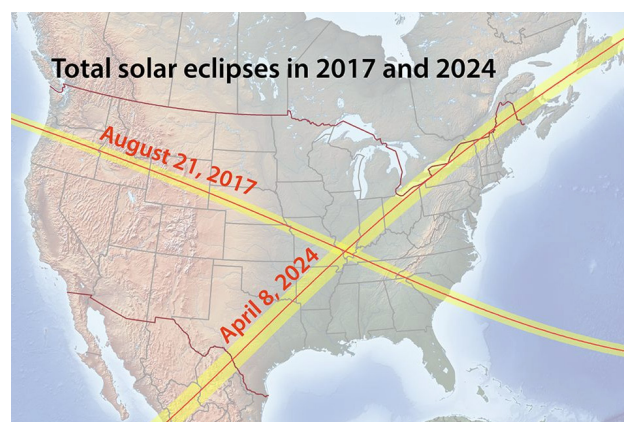 Total solar eclipses in 2017 and 2024
August 21, 2017
April 8, 2024